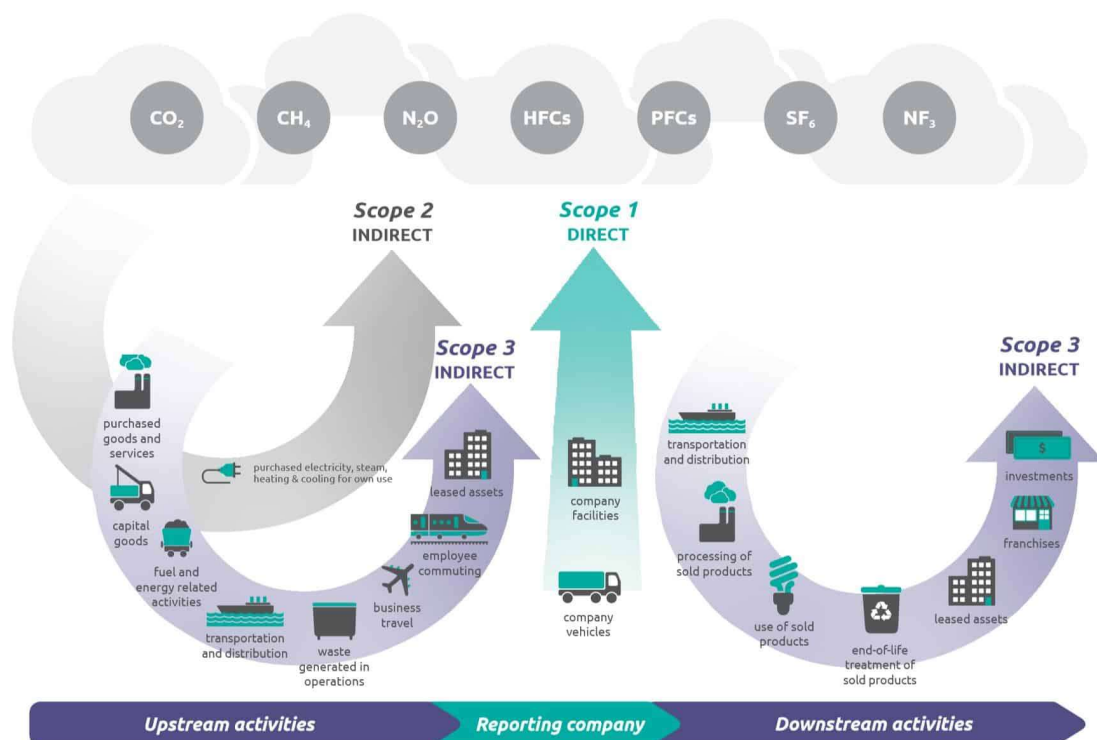 CO₂
CH₄
N₂O
HFCs
PFCs
SF₆
NF₃
Scope 2
INDIRECT
Scope 1
DIRECT
Scope 3
INDIRECT
Scope 3
INDIRECT
purchased
goods and
services
capital
goods
fuel and
energy related
activities
transportation
and distribution
waste
generated in
operations
business
travel
employee
commuting
leased assets
purchased electricity, steam,
heating & cooling for own use
company
facilities
company
vehicles
transportation
and distribution
processing of
sold products
use of sold
products
end-of-life
treatment of
sold products
leased assets
franchises
$
investments
Upstream activities
Reporting company
Downstream activities